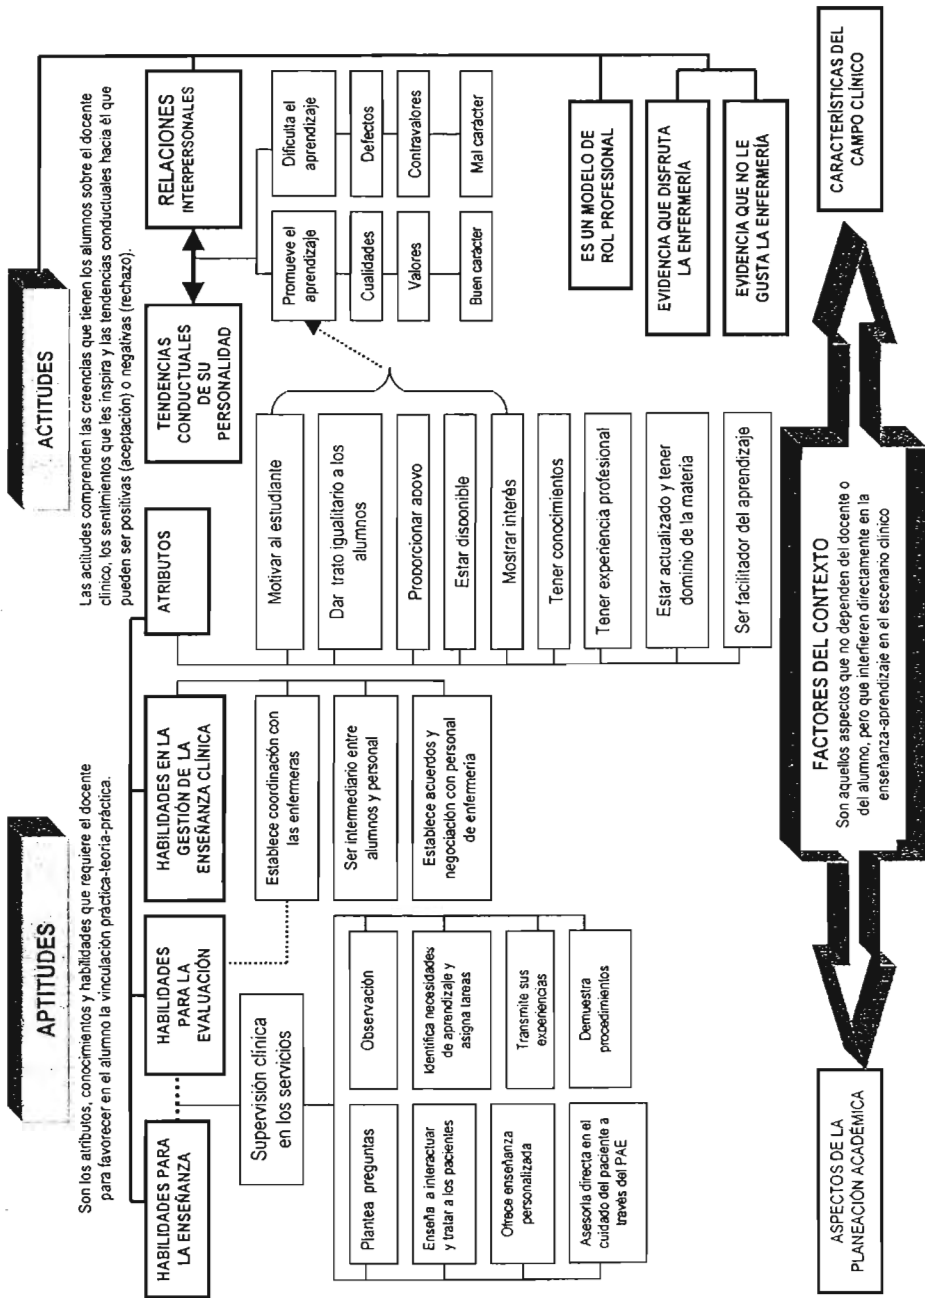 APTITUDES
Son los atributos, conocimientos y habilidades que requiere el docente
para favorecer en el alumno la vinculación práctica-teoria-práctica.
HABILIDADES PARA
LA ENSEÑANZA
HABILIDADES
PARA LA
EVALUACIÓN
HABILIDADES EN LA
GESTIÓN DE LA
ENSEÑANZA CLÍNICA
ATRIBUTOS
Supervisión clínica
en los servicios
Plantea preguntas
Enseña a interactuar
y tratar a los pacientes
Ofrece enseñanza
personalizada
Asesoría directa en el
cuidado del paciente a
través del PAE
Observación
Identifica necesidades
de aprendizaje y
asigna tareas
Transmite sus
experiencias
Demuestra
procedimientos
Establece coordinación con
las enfermeras
Ser intermediario entre
alumnos y personal
Establece acuerdos y
negociación con personal
de enfermería
Motivar al estudiante
Dar trato igualitario a los
alumnos
Proporcionar apovo
Estar disponible
Mostrar interés
Tener conocimientos
Tener experiencia profesional
Estar actualizado y tener
dominio de la materia
Ser facilitador del aprendizaje
ACTITUDES
Las actitudes comprenden las creencias que tienen los alumnos sobre el docente
clínico, los sentimientos que les inspira y las tendencias conductuales hacia él que
pueden ser positivas (aceptación) o negativas (rechazo).
TENDENCIAS
CONDUCTUALES
DE SU
PERSONALIDAD
RELACIONES
INTERPERSONALES
Promueve el
aprendizaje
Cualidades
Valores
Buen carácter
Dificulta el
aprendizaje
Defectos
Contravalores
Mal carácter
ES UN MODELO DE
ROL PROFESIONAL
EVIDENCIA QUE DISFRUTA
LA ENFERMERÍA
EVIDENCIA QUE NO LE
GUSTA LA ENFERMERÍA
FACTORES DEL CONTEXTO
Son aquellos aspectos que no dependen del docente o
del alumno, pero que interfieren directamente en la
enseñanza-aprendizaje en el escenario clínico
ASPECTOS DE LA
PLANEACIÓN ACADÉMICA
CARACTERÍSTICAS DEL
CAMPO CLÍNICO